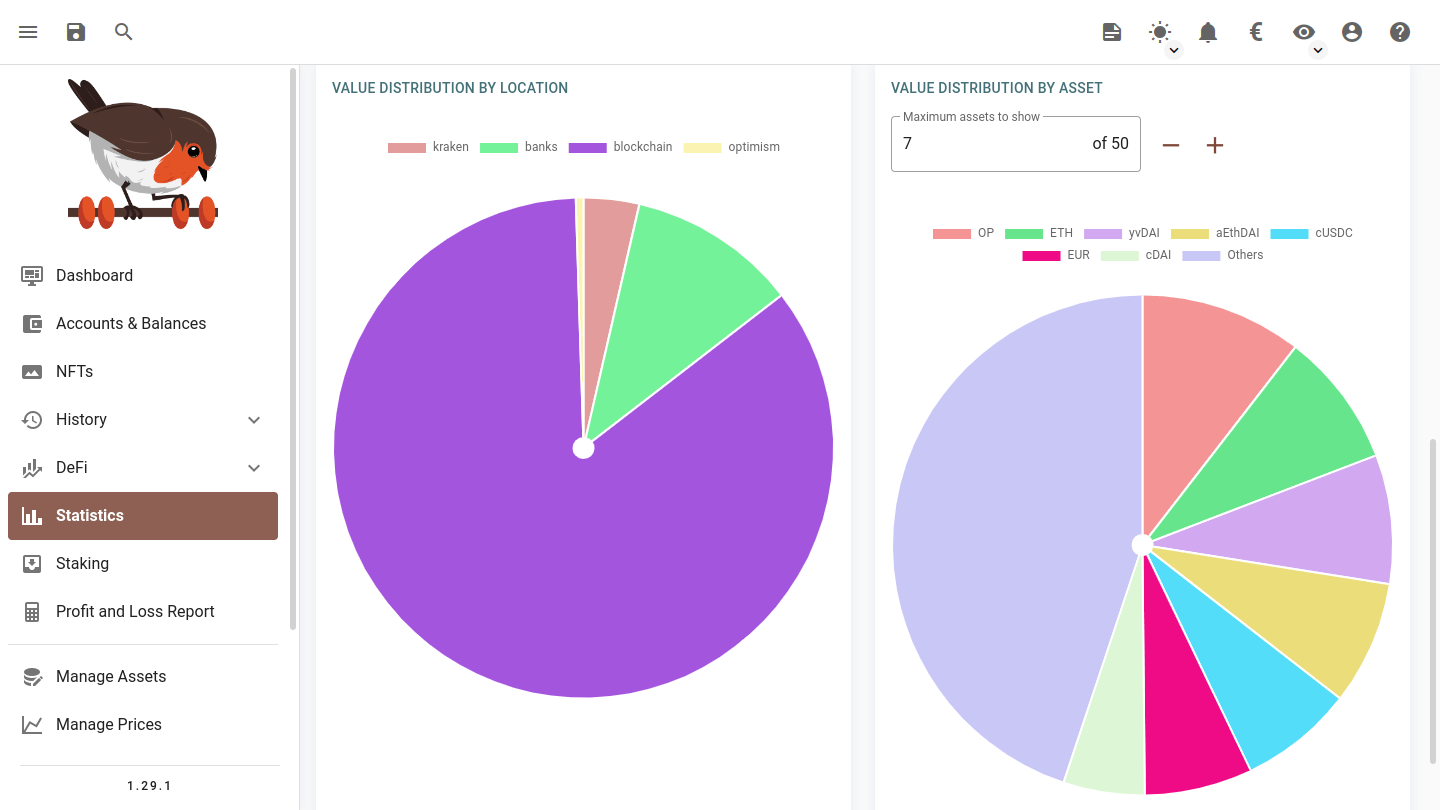 €
VALUE DISTRIBUTION BY LOCATION
kraken banks blockchain optimism
VALUE DISTRIBUTION BY ASSET
Maximum assets to show
7 of 50
OP ETH yvDAI aEthDAI cUSDC
EUR cDAI Others
Dashboard
Accounts & Balances
NFTs
History
DeFi
Statistics
Staking
Profit and Loss Report
Manage Assets
Manage Prices
1.29.1